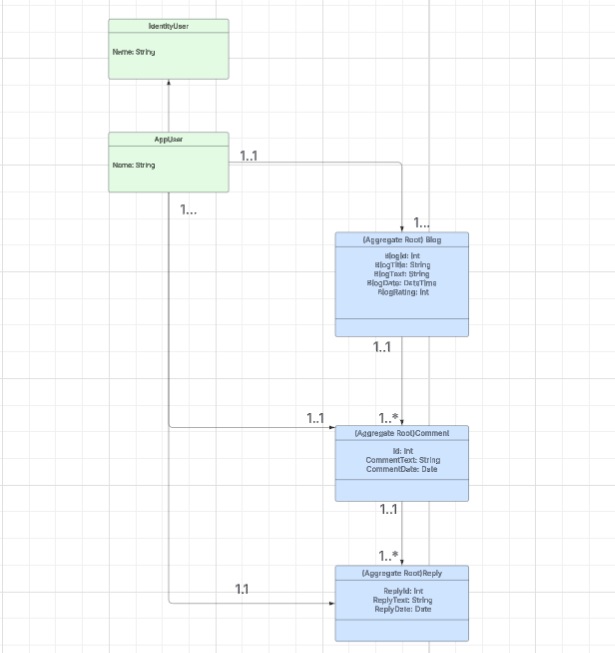 IdentityUser
Name: String
AppUser
Name: String
1..1
1...
1...
(Aggregate Root) Blog
BlogId: Int
BlogTitle: String
BlogText: String
BlogDate: DateTime
BlogRating: Int
1..1
1..1
1..*
(Aggregate Root)Comment
Id: Int
CommentText: String
CommentDate: Date
1..1
1..*
(Aggregate Root)Reply
ReplyId: Int
ReplyText: String
ReplyDate: Date
1.1